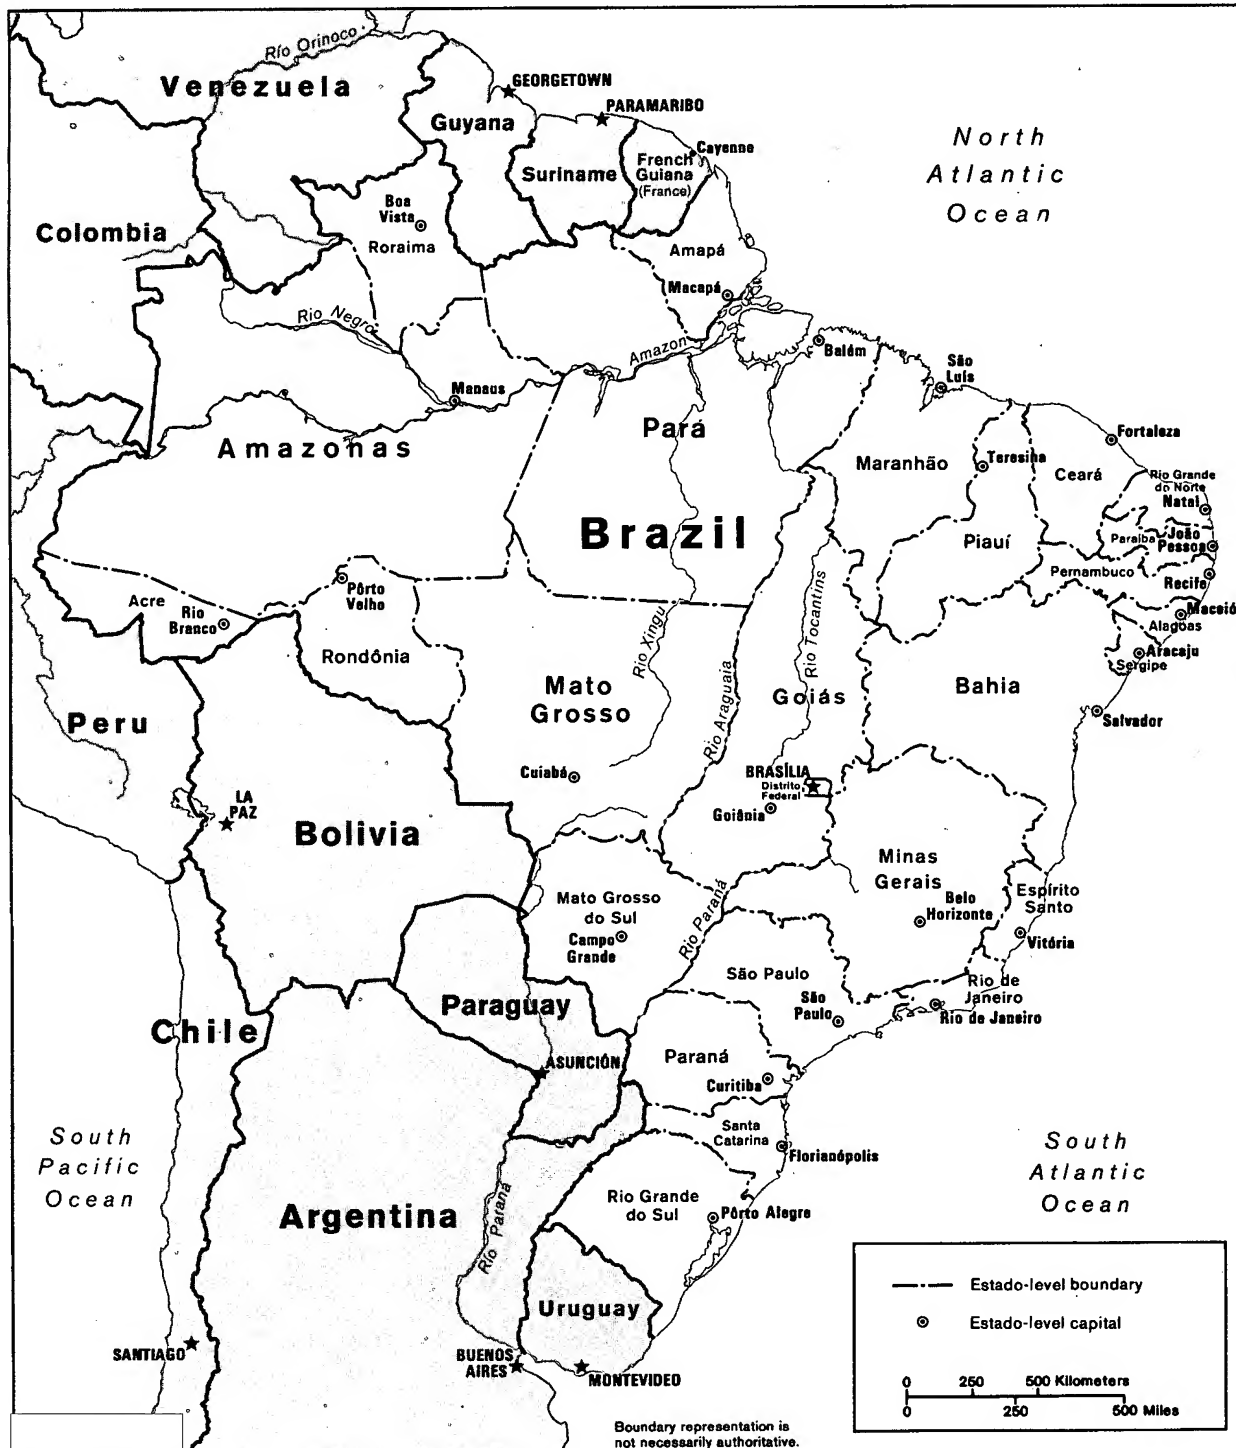 Río Orinoco
Venezuela
GEORGETOWN
PARAMARIBO
Guyana
Cayenne
Suriname
French
Guiana
(France)
North
Atlantic
Ocean
Colombia
Boa
Vista
Roraima
Amapá
Macapá
Rio Negro
Amazon
Belém
São
Luís
Manaus
Amazonas
Pará
Maranhão
Teresina
Fortaleza
Ceará
Rio Grande
do Norte
Natal
Brazil
Piauí
Paraíba
João
Pessoa
Pernambuco
Recife
Pôrto
Velho
Acre
Rio
Branco
Rondônia
Rio Xingu
Rio Tocantins
Maceió
Alagoas
Aracaju
Sergipe
Peru
Mato
Grosso
Rio Araguaia
Goiás
Bahia
Salvador
Cuiabá
BRASÍLIA
Distrito
Federal
Goiânia
LA
PAZ
Bolivia
Minas
Gerais
Belo
Horizonte
Espírito
Santo
Vitória
Mato Grosso
do Sul
Campo
Grande
Rio Paraná
São Paulo
São
Paulo
Rio de
Janeiro
Rio de Janeiro
Chile
Paraguay
ASUNCIÓN
Paraná
Curitiba
Santa
Catarina
Florianópolis
South
Pacific
Ocean
South
Atlantic
Ocean
Argentina
Río Paraná
Rio Grande
do Sul
Pôrto Alegre
Uruguay
SANTIAGO
BUENOS
AIRES
MONTEVIDEO
Estado-level boundary
Estado-level capital
0 250 500 Kilometers
0 250 500 Miles
Boundary representation is
not necessarily authoritative.